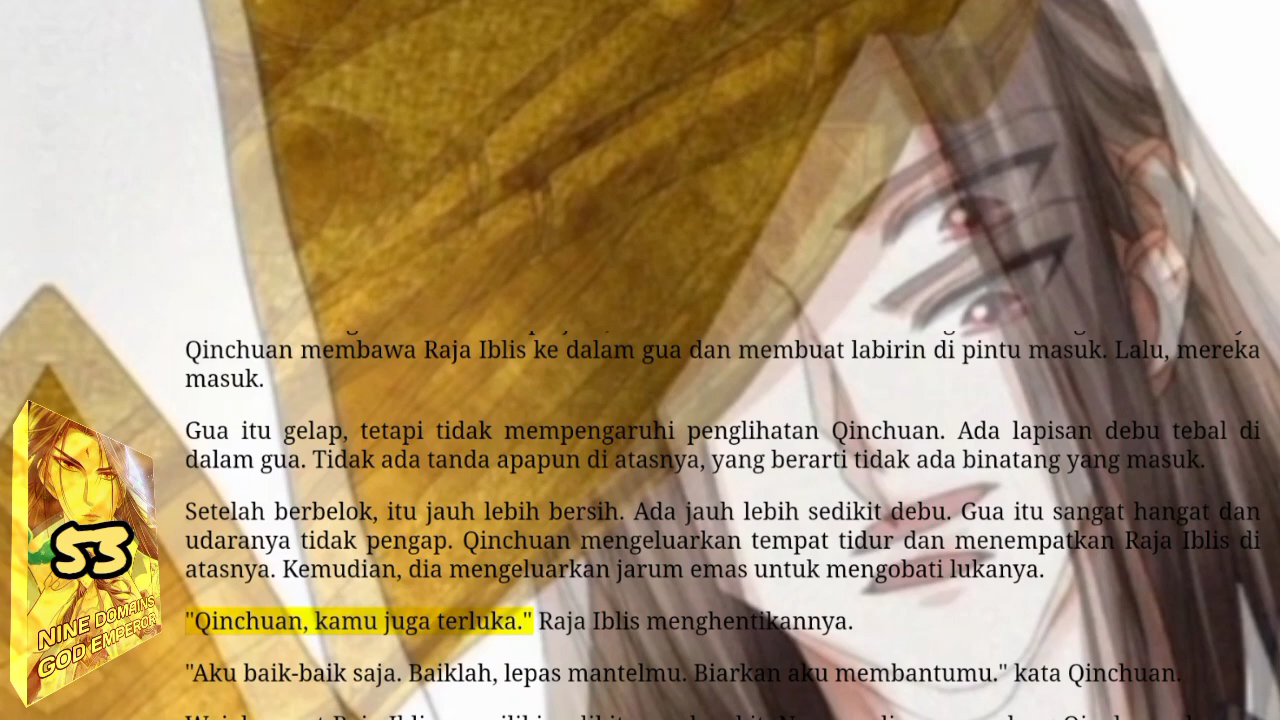 Qinchuan membawa Raja Iblis ke dalam gua dan membuat labirin di pintu masuk. Lalu, mereka
masuk.
Gua itu gelap, tetapi tidak mempengaruhi penglihatan Qinchuan. Ada lapisan debu tebal di
dalam gua. Tidak ada tanda apapun di atasnya, yang berarti tidak ada binatang yang masuk.
Setelah berbelok, itu jauh lebih bersih. Ada jauh lebih sedikit debu. Gua itu sangat hangat dan
udaranya tidak pengap. Qinchuan mengeluarkan tempat tidur dan menempatkan Raja Iblis di
atasnya. Kemudian, dia mengeluarkan jarum emas untuk mengobati lukanya.
"Qinchuan, kamu juga terluka." Raja Iblis menghentikannya.
"Aku baik-baik saja. Baiklah, lepas mantelmu. Biarkan aku membantumu." kata Qinchuan.
53
NINE DOMAINS
GOD EMPEROR